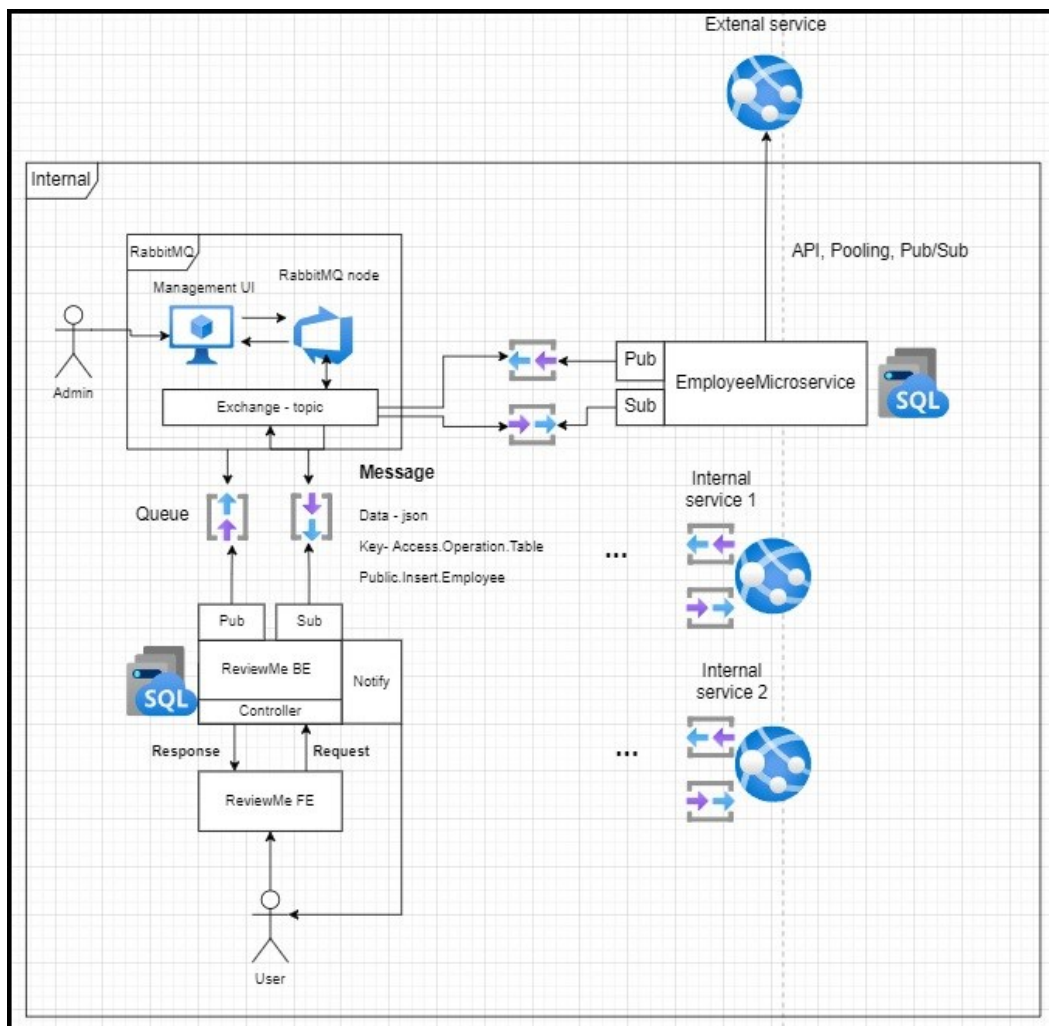 Extenal service
Internal
API, Pooling, Pub/Sub
RabbitMQ
RabbitMQ node
Management UI
Admin
Exchange - topic
Pub
EmployeeMicroservice
Sub
SQL
Message
Queue
Data - json
Key- Access.Operation.Table
Public.Insert.Employee
Internal
service 1
...
Pub
Sub
ReviewMe BE
Notify
SQL
Controller
Internal
service 2
Response
Request
...
ReviewMe FE
User